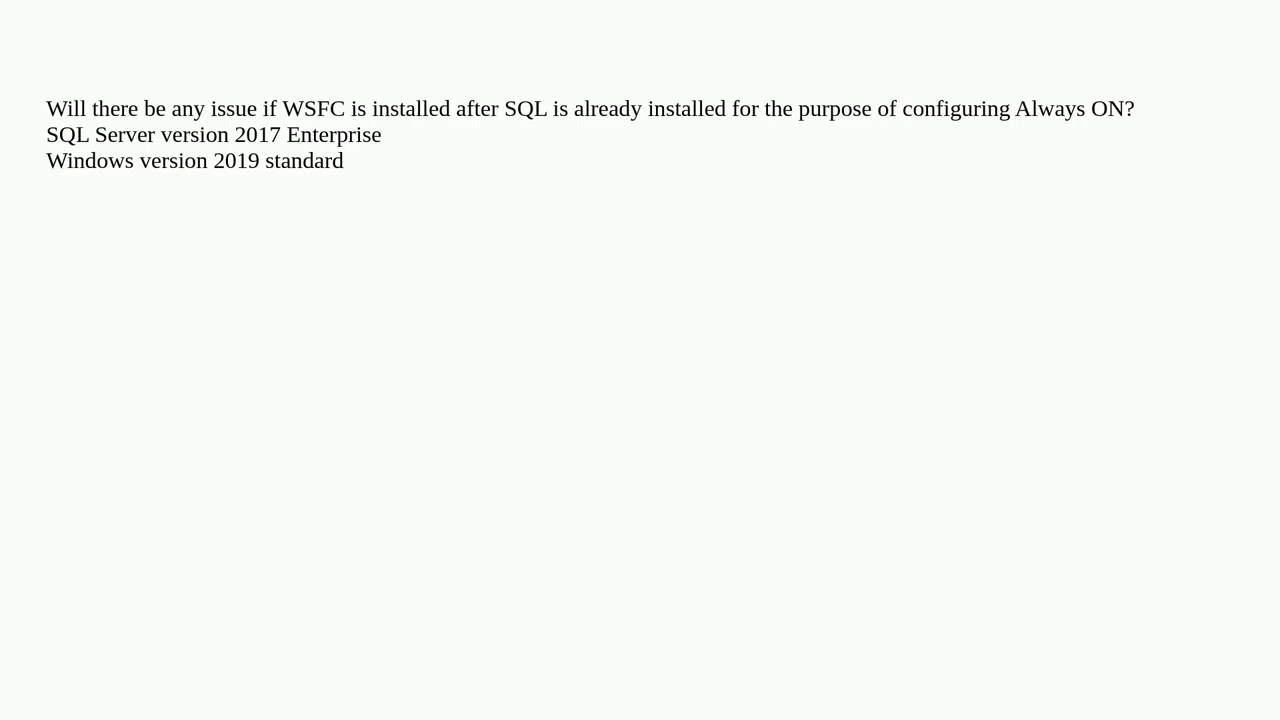 Will there be any issue if WSFC is installed after SQL is already installed for the purpose of configuring Always ON?
SQL Server version 2017 Enterprise
Windows version 2019 standard